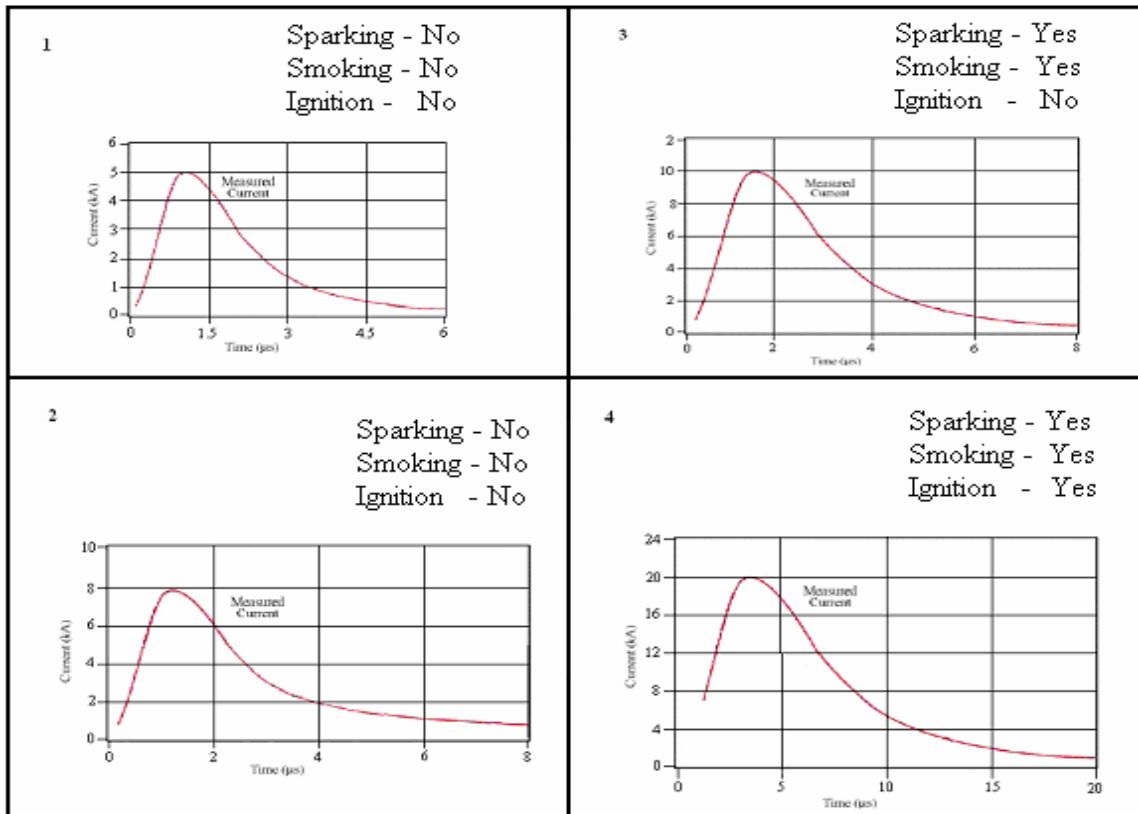 1
Sparking - No
Smoking - No
Ignition - No
6
5
4
3
2
1
0
Current (kA)
Measured
Current
0 1.5 3 4.5 6
Time (µs)
3
Sparking - Yes
Smoking - Yes
Ignition - No
2
10
8
6
4
2
0
Current (kA)
Measured
Current
0 2 4 6 8
Time (µs)
2
Sparking - No
Smoking - No
Ignition - No
10
8
6
4
2
0
Current (kA)
Measured
Current
0 2 4 6 8
Time (µs)
4
Sparking - Yes
Smoking - Yes
Ignition - Yes
24
20
16
12
8
4
0
Current (kA)
Measured
Current
0 5 10 15 20
Time (µs)